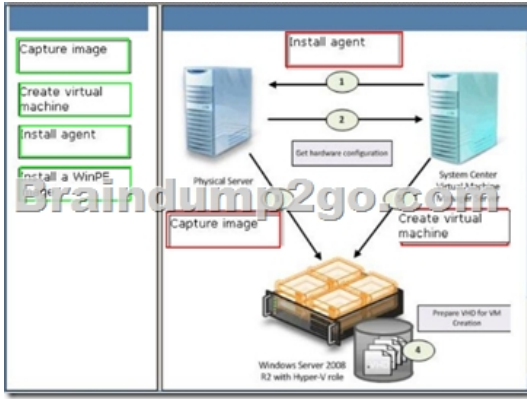 Capture image
Create virtual
machine
Install agent
Install a WinPE
Install agent
1
2
Get hardware configuration
Physical Server
System Center
Virtual Machine
Braindump2go.com
Capture image
Create virtual
machine
Prepare VHD for VM
Creation
4
Windows Server 2008
R2 with Hyper-V role